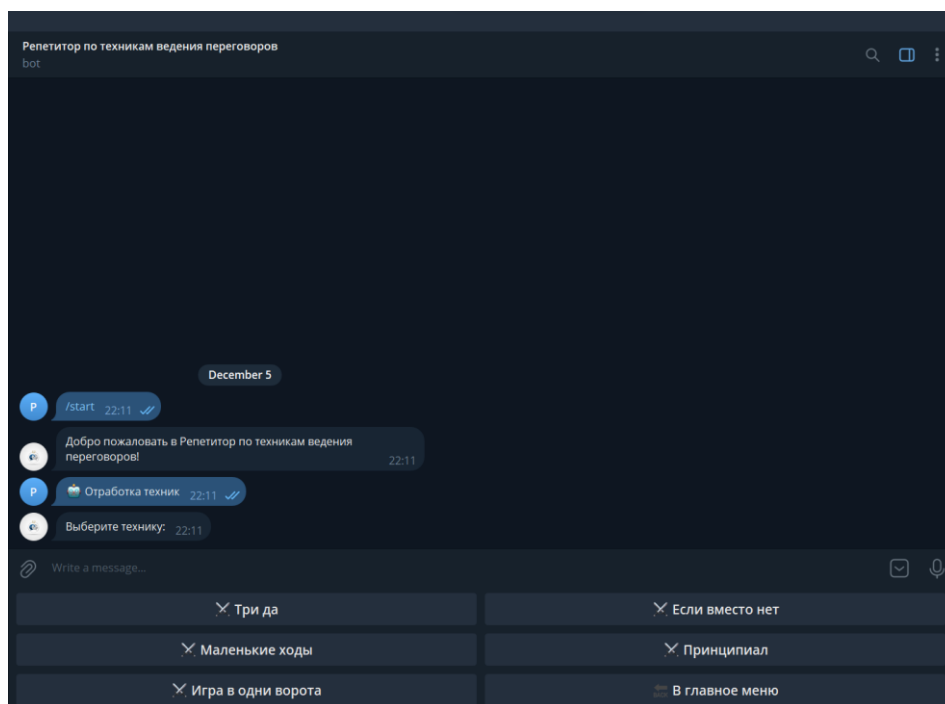 Репетитор по техникам ведения переговоров
bot
December 5
P
/start 22:11
Добро пожаловать в Репетитор по техникам ведения
переговоров! 22:11
P
🤖 Отработка техник 22:11
Выберите технику: 22:11
Write a message...
⚔ Три да
⚔ Если вместо нет
⚔ Маленькие ходы
⚔ Принципиал
⚔ Игра в одни ворота
🔙 В главное меню